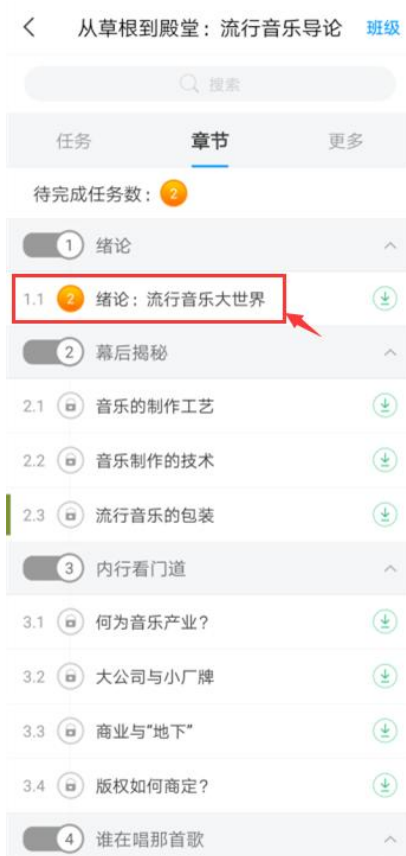 从草根到殿堂：流行音乐导论 班级
搜索
任务 章节 更多
待完成任务数： 2
1 绪论
1.1 2 绪论：流行音乐大世界
2 幕后揭秘
2.1 音乐的制作工艺
2.2 音乐制作的技术
2.3 流行音乐的包装
3 内行看门道
3.1 何为音乐产业？
3.2 大公司与小厂牌
3.3 商业与“地下”
3.4 版权如何商定？
4 谁在唱那首歌